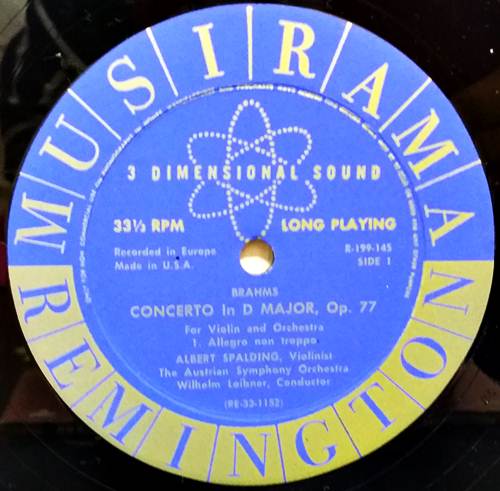 MUSIRAMA
3 DIMENSIONAL SOUND
33⅓ RPM LONG PLAYING
Recorded in Europe R-199-145
Made in U.S.A. SIDE 1
BRAHMS
CONCERTO In D MAJOR, Op. 77
For Violin and Orchestra
1. Allegro non troppo
ALBERT SPALDING, Violinist
The Austrian Symphony Orchestra
Wilhelm Loibner, Conductor
(RE-33-1152)
REMINGTON